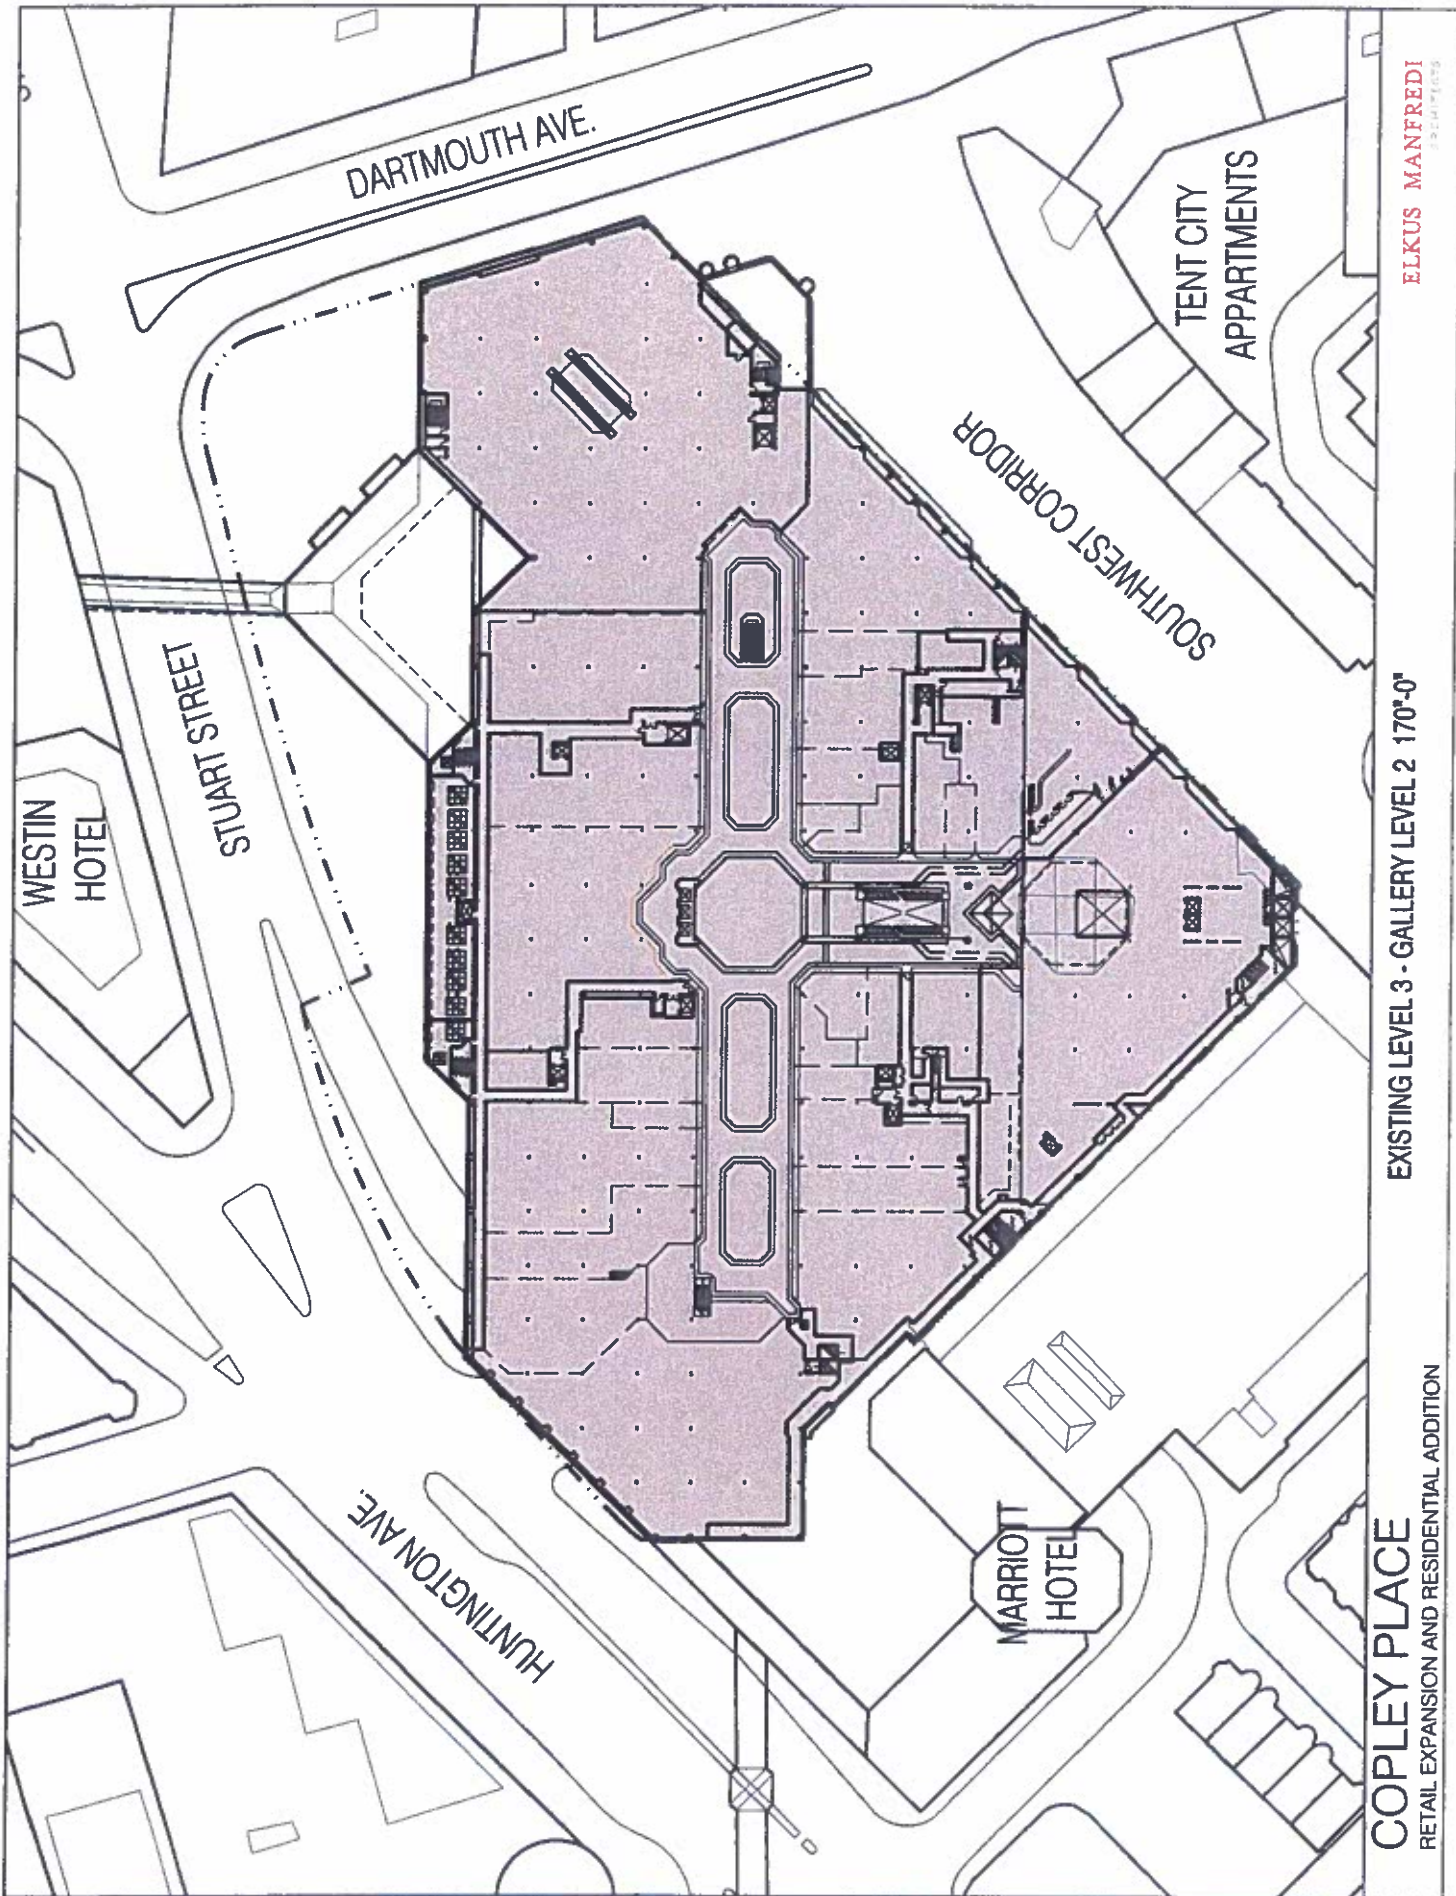 DARTMOUTH AVE.
WESTIN
HOTEL
STUART STREET
TENT CITY
APPARTMENTS
SOUTHWEST CORRIDOR
HUNTINGTON AVE.
MARRIOTT
HOTEL
COPLEY PLACE
RETAIL EXPANSION AND RESIDENTIAL ADDITION
EXISTING LEVEL 3 - GALLERY LEVEL 2 170"-0"
ELKUS MANFREDI
ARCHITECTS